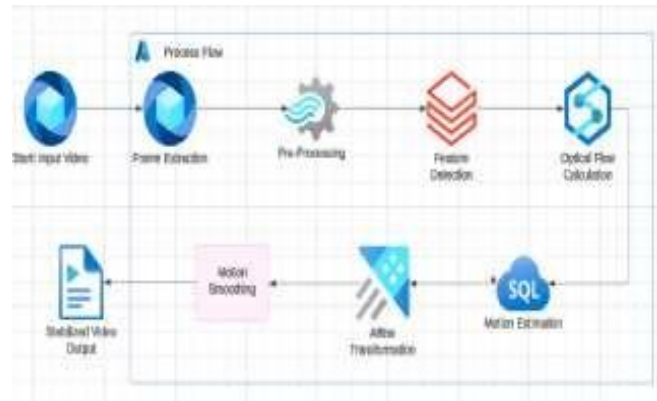 Process Flow
Start: Input Video
Frame Extraction
Pre-Processing
Feature
Detection
Optical Flow
Calculation
Stabilized Video
Output
Motion
Smoothing
Affine
Transformation
SQL
Motion Estimation